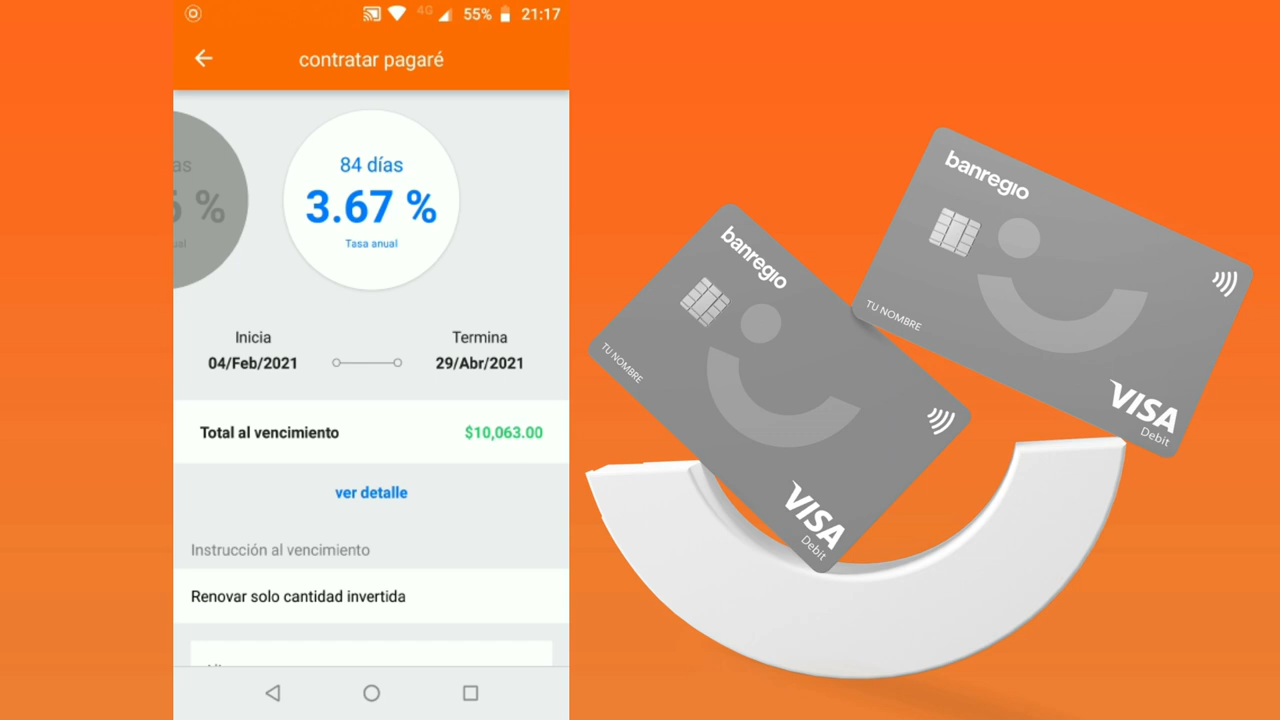 4G 55% 21:17
contratar pagaré
84 días
3.67 %
Tasa anual
Inicia Termina
04/Feb/2021 29/Abr/2021
Total al vencimiento $10,063.00
ver detalle
Instrucción al vencimiento
Renovar solo cantidad invertida
banregio
TU NOMBRE
VISA
Debit
banregio
TU NOMBRE
VISA
Debit